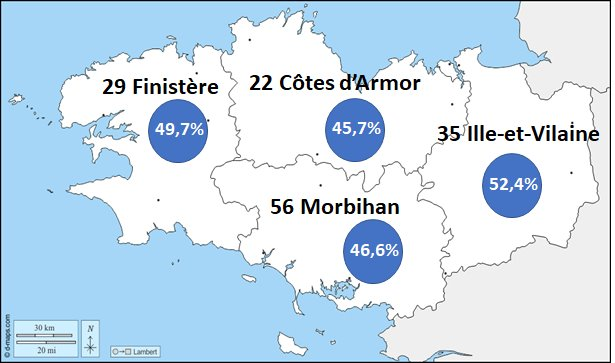 29 Finistère
49,7%
22 Côtes d'Armor
45,7%
35 Ille-et-Vilaine
52,4%
56 Morbihan
46,6%
30 km
20 mi
N
Lambert
© d-maps.com